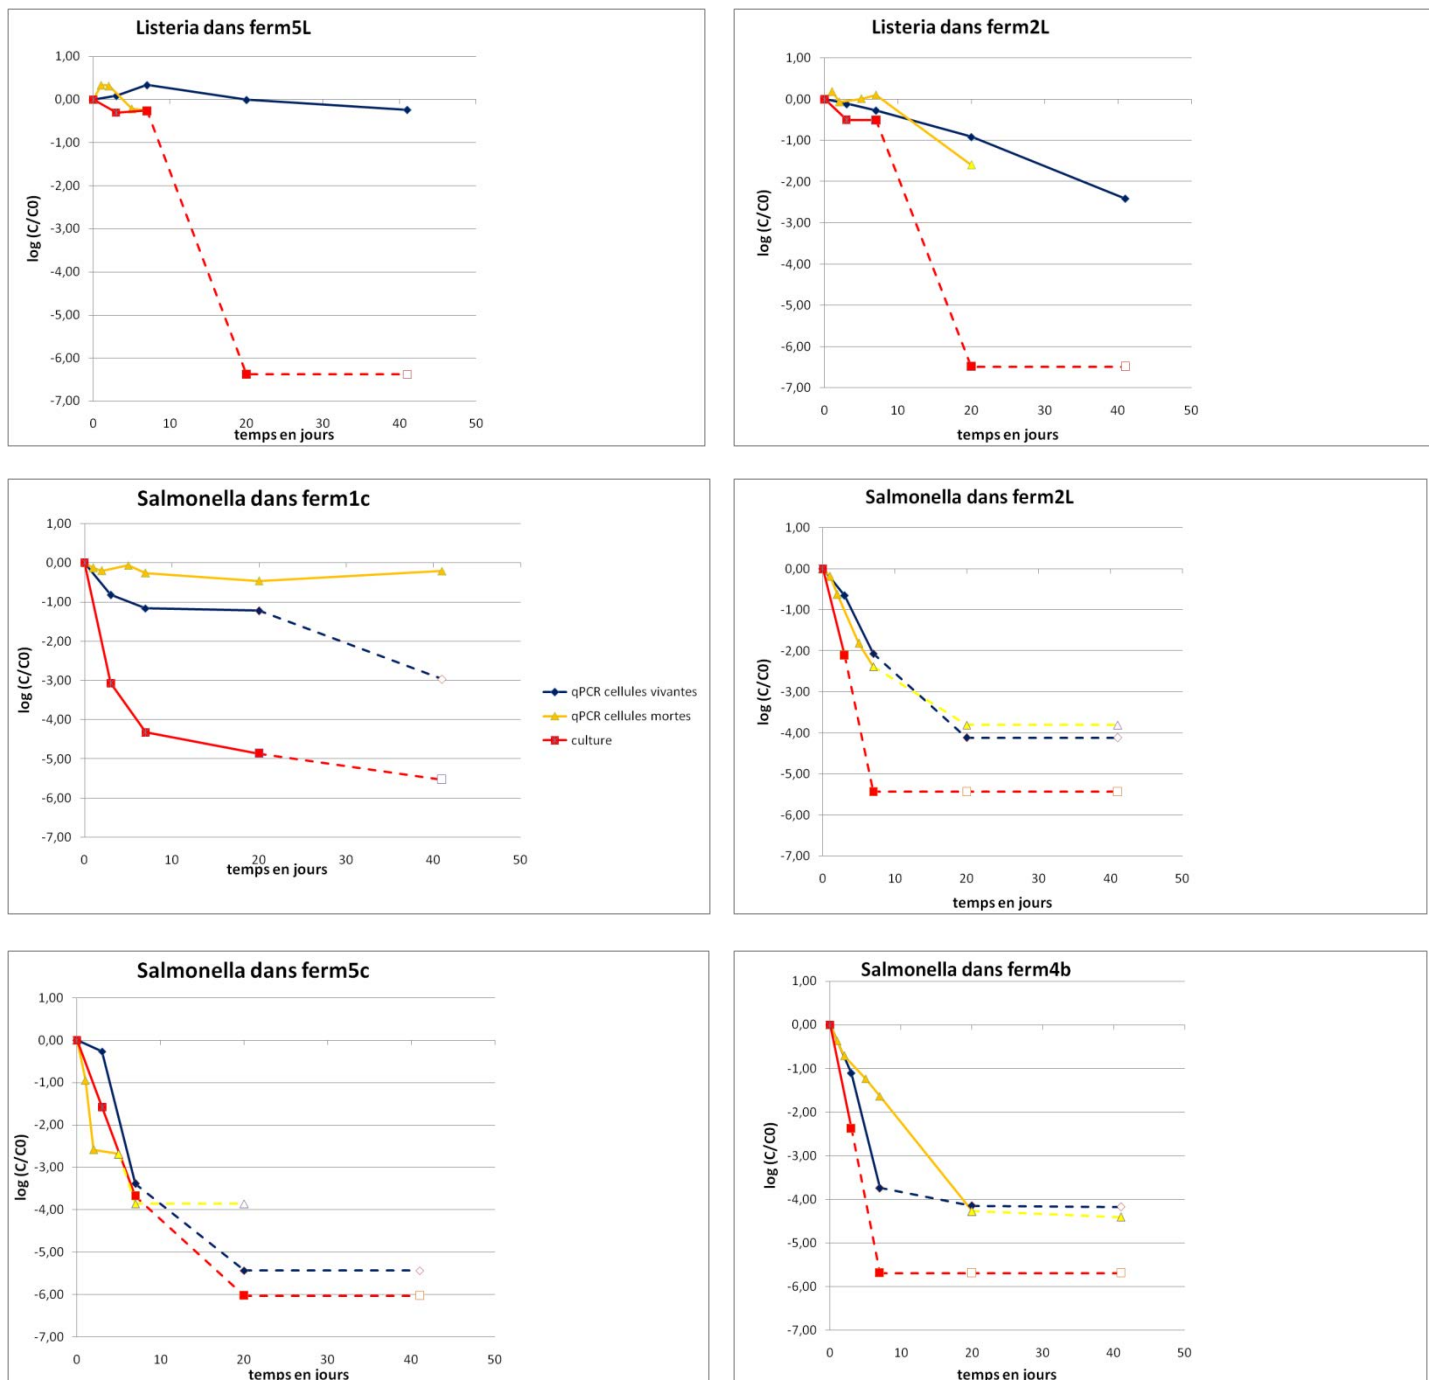 Listeria dans ferm5L
1,00
0,00
-1,00
-2,00
-3,00
-4,00
-5,00
-6,00
-7,00
log (C/C0)
0 10 20 30 40 50
temps en jours
Listeria dans ferm2L
1,00
0,00
-1,00
-2,00
-3,00
-4,00
-5,00
-6,00
-7,00
log (C/C0)
0 10 20 30 40 50
temps en jours
Salmonella dans ferm1c
1,00
0,00
-1,00
-2,00
-3,00
-4,00
-5,00
-6,00
-7,00
log (C/C0)
0 10 20 30 40 50
temps en jours
qPCR cellules vivantes
qPCR cellules mortes
culture
Salmonella dans ferm2L
1,00
0,00
-1,00
-2,00
-3,00
-4,00
-5,00
-6,00
-7,00
log (C/C0)
0 10 20 30 40 50
temps en jours
Salmonella dans ferm5c
1,00
0,00
-1,00
-2,00
-3,00
-4,00
-5,00
-6,00
-7,00
log (C/C0)
0 10 20 30 40 50
temps en jours
Salmonella dans ferm4b
1,00
0,00
-1,00
-2,00
-3,00
-4,00
-5,00
-6,00
-7,00
log (C/C0)
0 10 20 30 40 50
temps en jours